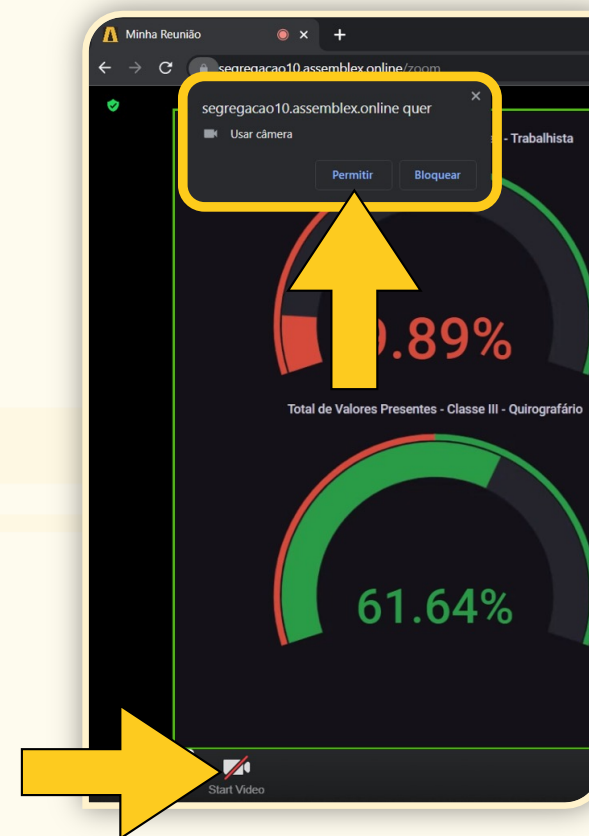 Minha Reunião
segregacao10.assemblex.online/zoom
segregacao10.assemblex.online quer
Usar câmera
Permitir
Bloquear
- Trabalhista
.89%
Total de Valores Presentes - Classe III - Quirografário
61.64%
Start Video